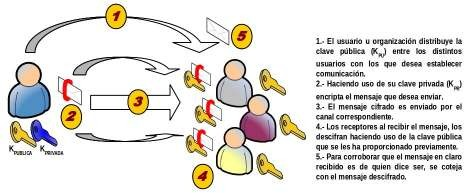 1
5
2
3
4
K PUBLICA K PRIVADA
1.- El usuario u organización distribuye la
clave pública (K PU) entre los distintos
usuarios con los que desea establecer
comunicación.
2.- Haciendo uso de su clave privada (K PR)
encripta el mensaje que desea enviar.
3.- El mensaje cifrado es enviado por el
canal correspondiente.
4.- Los receptores al recibir el mensaje, los
descifran haciendo uso de la clave pública
que se les ha proporcionado previamente.
5.- Para corroborar que el mensaje en claro
recibido es de quien dice ser, se coteja
con el mensaje descifrado.